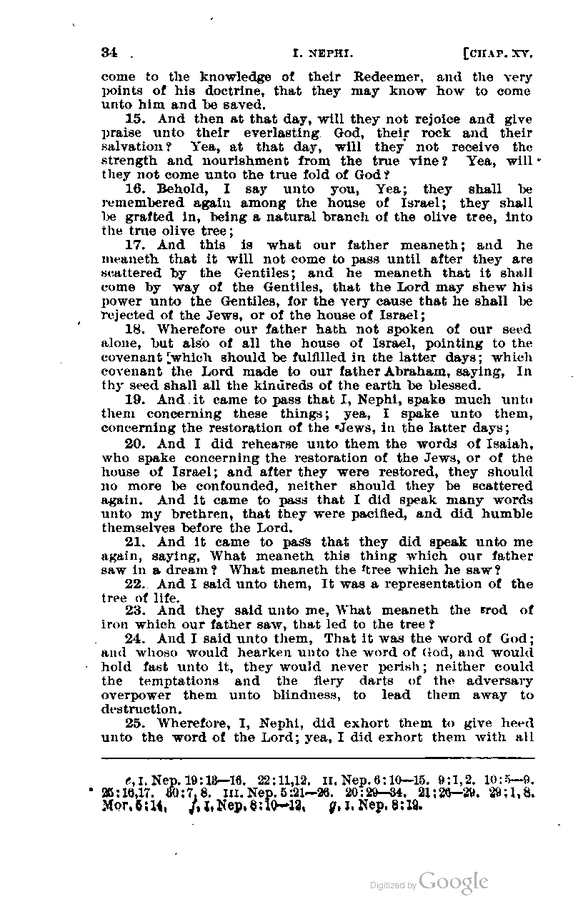 34 I. NEPHI. [CHAP. XV.
come to the knowledge of their Redeemer, and the very
points of his doctrine, that they may know how to come
unto him and be saved.
15. And then at that day, will they not rejoice and give
praise unto their everlasting God, their rock and their
salvation? Yea, at that day, will they not receive the
strength and nourishment from the true vine? Yea, will
they not come unto the true fold of God?
16. Behold, I say unto you, Yea; they shall be
remembered again among the house of Israel; they shall
be grafted in, being a natural branch of the olive tree, into
the true olive tree;
17. And this is what our father meaneth; and he
meaneth that it will not come to pass until after they are
scattered by the Gentiles; and he meaneth that it shall
come by way of the Gentiles, that the Lord may shew his
power unto the Gentiles, for the very cause that he shall be
rejected of the Jews, or of the house of Israel;
18. Wherefore our father hath not spoken of our seed
alone, but also of all the house of Israel, pointing to the
covenant which should be fulfilled in the latter days; which
covenant the Lord made to our father Abraham, saying, In
thy seed shall all the kindreds of the earth be blessed.
19. And it came to pass that I, Nephi, spake much unto
them concerning these things; yea, I spake unto them,
concerning the restoration of the eJews, in the latter days;
20. And I did rehearse unto them the words of Isaiah,
who spake concerning the restoration of the Jews, or of the
house of Israel; and after they were restored, they should
no more be confounded, neither should they be scattered
again. And it came to pass that I did speak many words
unto my brethren, that they were pacified, and did humble
themselves before the Lord.
21. And it came to pass that they did speak unto me
again, saying, What meaneth this thing which our father
saw in a dream? What meaneth the ftree which he saw?
22. And I said unto them, It was a representation of the
tree of life.
23. And they said unto me, What meaneth the grod of
iron which our father saw, that led to the tree?
24. And I said unto them, That it was the word of God;
and whoso would hearken unto the word of God, and would
hold fast unto it, they would never perish; neither could
the temptations and the fiery darts of the adversary
overpower them unto blindness, to lead them away to
destruction.
25. Wherefore, I, Nephi, did exhort them to give heed
unto the word of the Lord; yea, I did exhort them with all
e, I. Nep. 19:13—16. 22:11,12. II. Nep. 6:10—15. 9:1,2. 10:5—9.
25:16,17. 30:7,8. III. Nep. 5:21—26. 20:29—34. 21:26—29. 29:1,8.
Mor. 5:14. f, I. Nep. 8:10—12. g, I. Nep. 8:19.
Digitized by Google